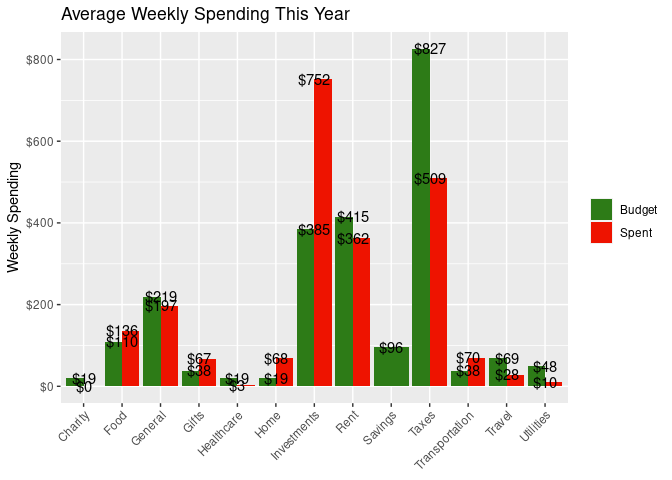 Average Weekly Spending This Year
Weekly Spending
$800
$600
$400
$200
$0
$19
$0
$110
$136
$219
$197
$38
$67
$19
$3
$19
$68
$385
$752
$415
$362
$96
$827
$509
$38
$70
$69
$28
$48
$10
Charity
Food
General
Gifts
Healthcare
Home
Investments
Rent
Savings
Taxes
Transportation
Travel
Utilities
Budget
Spent